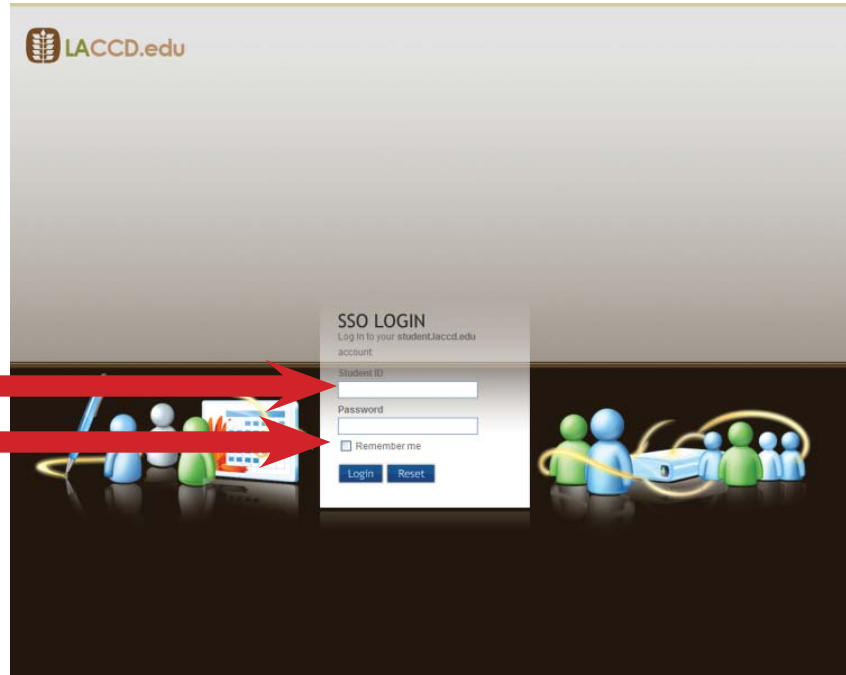 LACCD.edu
SSO LOGIN
Log in to your student.laccd.edu
account
Student ID
Password
Remember me
Login Reset